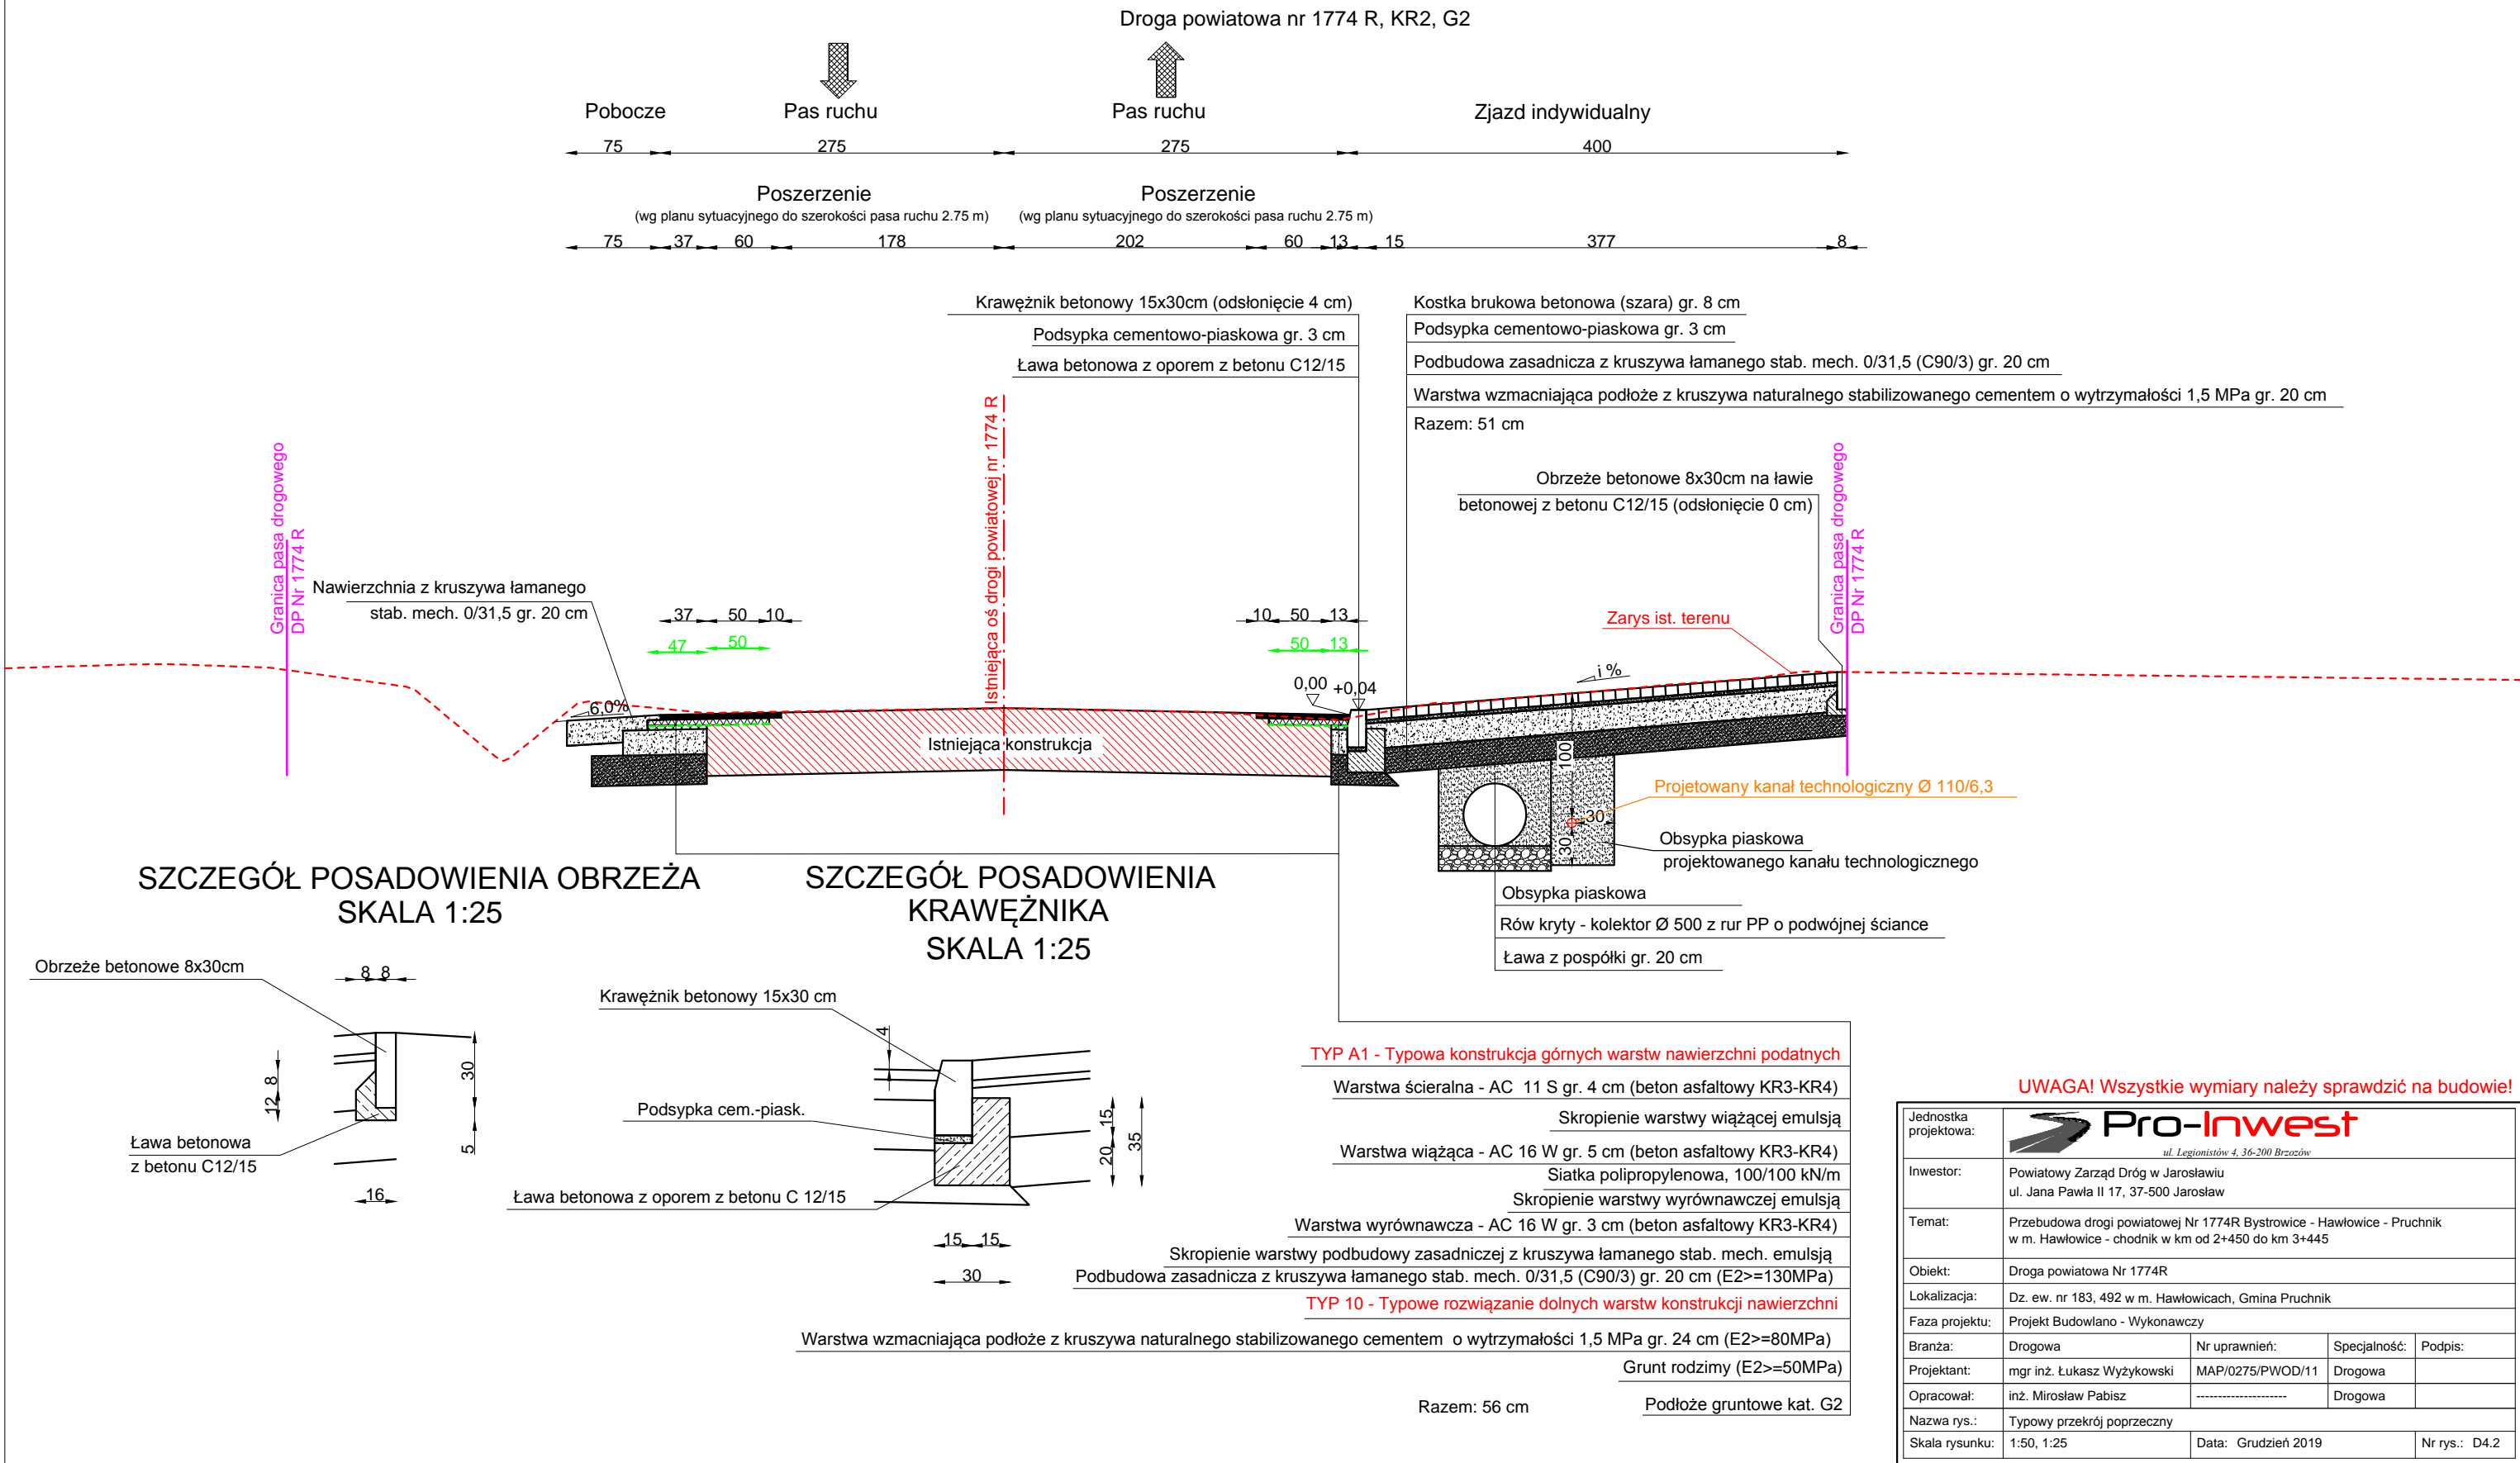 Droga powiatowa nr 1774 R, KR2, G2
Pobocze
Pas ruchu
Pas ruchu
Zjazd indywidualny
75
275
275
400
Poszerzenie
(wg planu sytuacyjnego do szerokości pasa ruchu 2.75 m)
Poszerzenie
(wg planu sytuacyjnego do szerokości pasa ruchu 2.75 m)
75
37
60
178
202
60
13
15
377
8
Krawężnik betonowy 15x30cm (odsłonięcie 4 cm)
Podsypka cementowo-piaskowa gr. 3 cm
Ława betonowa z oporem z betonu C12/15
Kostka brukowa betonowa (szara) gr. 8 cm
Podsypka cementowo-piaskowa gr. 3 cm
Podbudowa zasadnicza z kruszywa łamanego stab. mech. 0/31,5 (C90/3) gr. 20 cm
Warstwa wzmacniająca podłoże z kruszywa naturalnego stabilizowanego cementem o wytrzymałości 1,5 MPa gr. 20 cm
Razem: 51 cm
Obrzeże betonowe 8x30cm na ławie
betonowej z betonu C12/15 (odsłonięcie 0 cm)
Granica pasa drogowego
DP Nr 1774 R
Istniejąca oś drogi powiatowej nr 1774 R
Granica pasa drogowego
DP Nr 1774 R
Nawierzchnia z kruszywa łamanego
stab. mech. 0/31,5 gr. 20 cm
37
50
10
47
50
10
50
13
50
13
Zarys ist. terenu
0,00
+0,04
i %
6,0%
Istniejąca konstrukcja
100
30
30
Projetowany kanał technologiczny Ø 110/6,3
Obsypka piaskowa
projektowanego kanału technologicznego
Obsypka piaskowa
Rów kryty - kolektor Ø 500 z rur PP o podwójnej ściance
Ława z pospółki gr. 20 cm
SZCZEGÓŁ POSADOWIENIA OBRZEŻA
SKALA 1:25
Obrzeże betonowe 8x30cm
8
8
8
12
30
5
Ława betonowa
z betonu C12/15
16
SZCZEGÓŁ POSADOWIENIA
KRAWĘŻNIKA
SKALA 1:25
Krawężnik betonowy 15x30 cm
4
Podsypka cem.-piask.
15
20
35
Ława betonowa z oporem z betonu C 12/15
15
15
30
TYP A1 - Typowa konstrukcja górnych warstw nawierzchni podatnych
Warstwa ścieralna - AC 11 S gr. 4 cm (beton asfaltowy KR3-KR4)
Skropienie warstwy wiążącej emulsją
Warstwa wiążąca - AC 16 W gr. 5 cm (beton asfaltowy KR3-KR4)
Siatka polipropylenowa, 100/100 kN/m
Skropienie warstwy wyrównawczej emulsją
Warstwa wyrównawcza - AC 16 W gr. 3 cm (beton asfaltowy KR3-KR4)
Skropienie warstwy podbudowy zasadniczej z kruszywa łamanego stab. mech. emulsją
Podbudowa zasadnicza z kruszywa łamanego stab. mech. 0/31,5 (C90/3) gr. 20 cm (E2>=130MPa)
TYP 10 - Typowe rozwiązanie dolnych warstw konstrukcji nawierzchni
Warstwa wzmacniająca podłoże z kruszywa naturalnego stabilizowanego cementem o wytrzymałości 1,5 MPa gr. 24 cm (E2>=80MPa)
Grunt rodzimy (E2>=50MPa)
Razem: 56 cm
Podłoże gruntowe kat. G2
UWAGA! Wszystkie wymiary należy sprawdzić na budowie!
Jednostka
projektowa:
Pro-Inwest
ul. Legionistów 4, 36-200 Brzozów
Inwestor:
Powiatowy Zarząd Dróg w Jarosławiu
ul. Jana Pawła II 17, 37-500 Jarosław
Temat:
Przebudowa drogi powiatowej Nr 1774R Bystrowice - Hawłowice - Pruchnik
w m. Hawłowice - chodnik w km od 2+450 do km 3+445
Obiekt:
Droga powiatowa Nr 1774R
Lokalizacja:
Dz. ew. nr 183, 492 w m. Hawłowicach, Gmina Pruchnik
Faza projektu:
Projekt Budowlano - Wykonawczy
Branża:
Drogowa
Nr uprawnień:
Specjalność:
Podpis:
Projektant:
mgr inż. Łukasz Wyżykowski
MAP/0275/PWOD/11
Drogowa
Opracował:
inż. Mirosław Pabisz
---------------------
Drogowa
Nazwa rys.:
Typowy przekrój poprzeczny
Skala rysunku:
1:50, 1:25
Data: Grudzień 2019
Nr rys.: D4.2